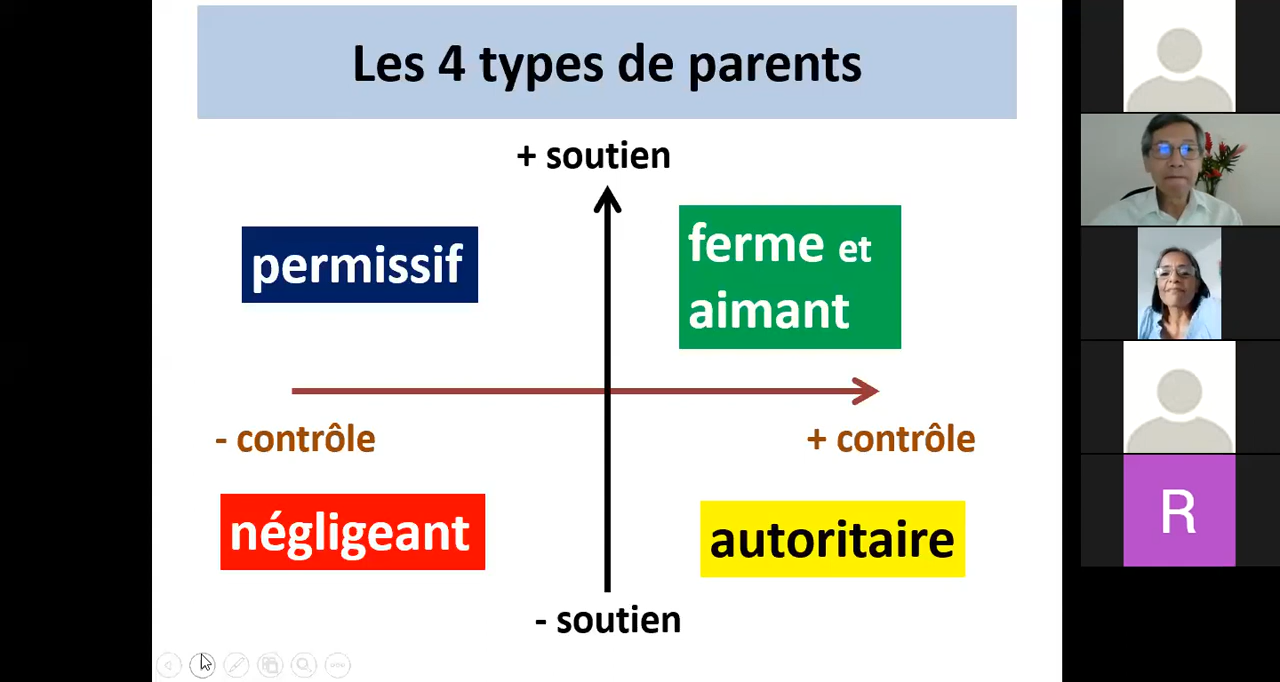 Les 4 types de parents
+ soutien
permissif
ferme et
aimant
- contrôle
+ contrôle
négligeant
autoritaire
- soutien
R